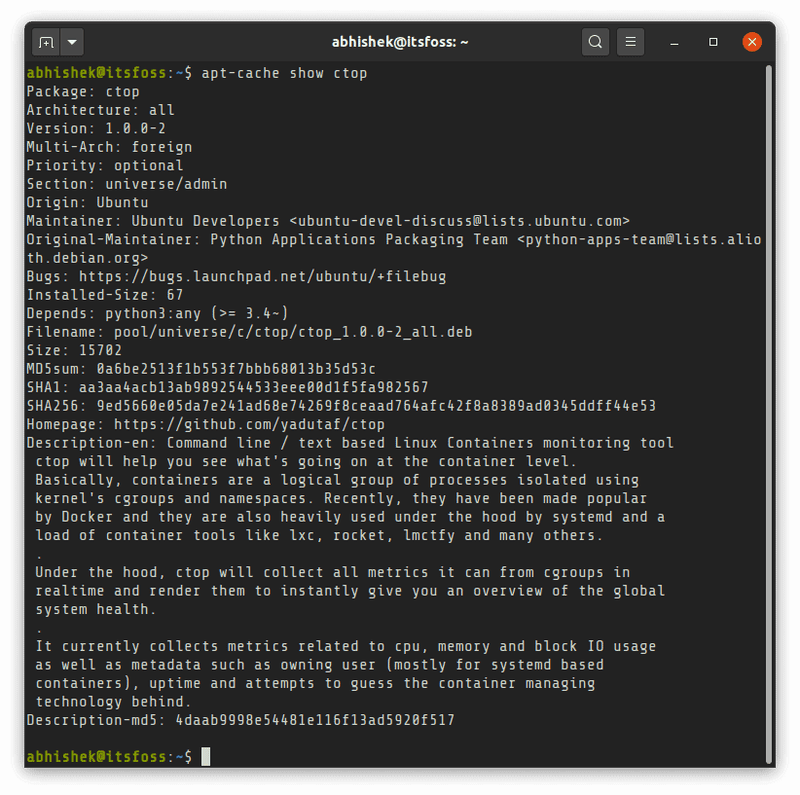 abhishek@itsfoss: ~
abhishek@itsfoss:~$ apt-cache show ctop
Package: ctop
Architecture: all
Version: 1.0.0-2
Multi-Arch: foreign
Priority: optional
Section: universe/admin
Origin: Ubuntu
Maintainer: Ubuntu Developers <ubuntu-devel-discuss@lists.ubuntu.com>
Original-Maintainer: Python Applications Packaging Team <python-apps-team@lists.alio
th.debian.org>
Bugs: https://bugs.launchpad.net/ubuntu/+filebug
Installed-Size: 67
Depends: python3:any (>= 3.4~)
Filename: pool/universe/c/ctop/ctop_1.0.0-2_all.deb
Size: 15702
MD5sum: 0a6be2513f1b553f7bbb68013b35d53c
SHA1: aa3aa4acb13ab9892544533eee00d1f5fa982567
SHA256: 9ed5660e05da7e241ad68e74269f8ceaad764afc42f8a8389ad0345ddff44e53
Homepage: https://github.com/yadutaf/ctop
Description-en: Command line / text based Linux Containers monitoring tool
 ctop will help you see what's going on at the container level.
 Basically, containers are a logical group of processes isolated using
 kernel's cgroups and namespaces. Recently, they have been made popular
 by Docker and they are also heavily used under the hood by systemd and a
 load of container tools like lxc, rocket, lmctfy and many others.
 .
 Under the hood, ctop will collect all metrics it can from cgroups in
 realtime and render them to instantly give you an overview of the global
 system health.
 .
 It currently collects metrics related to cpu, memory and block IO usage
 as well as metadata such as owning user (mostly for systemd based
 containers), uptime and attempts to guess the container managing
 technology behind.
Description-md5: 4daab9998e54481e116f13ad5920f517
abhishek@itsfoss:~$